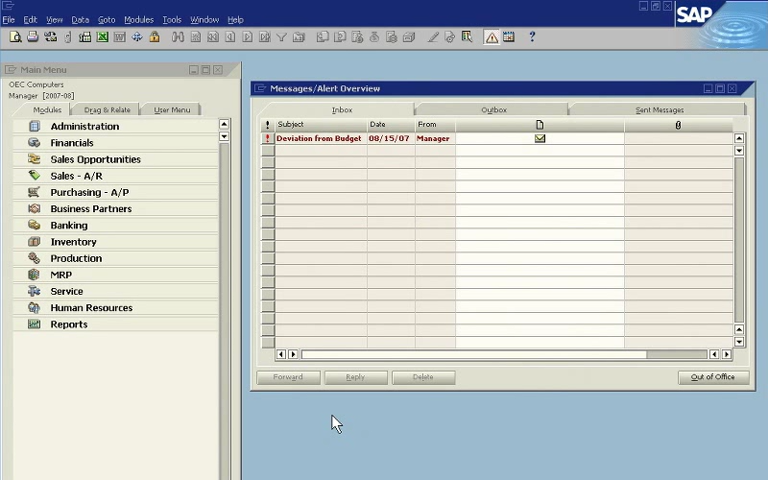 File Edit View Data Goto Modules Tools Window Help
SAP
Main Menu
OEC Computers
Manager [2007-08]
Modules Drag & Relate User Menu
Administration
Financials
Sales Opportunities
Sales - A/R
Purchasing - A/P
Business Partners
Banking
Inventory
Production
MRP
Service
Human Resources
Reports
Messages/Alert Overview
Inbox Outbox Sent Messages
! Subject Date From
! Deviation from Budget 08/15/07 Manager
Forward Reply Delete Out of Office